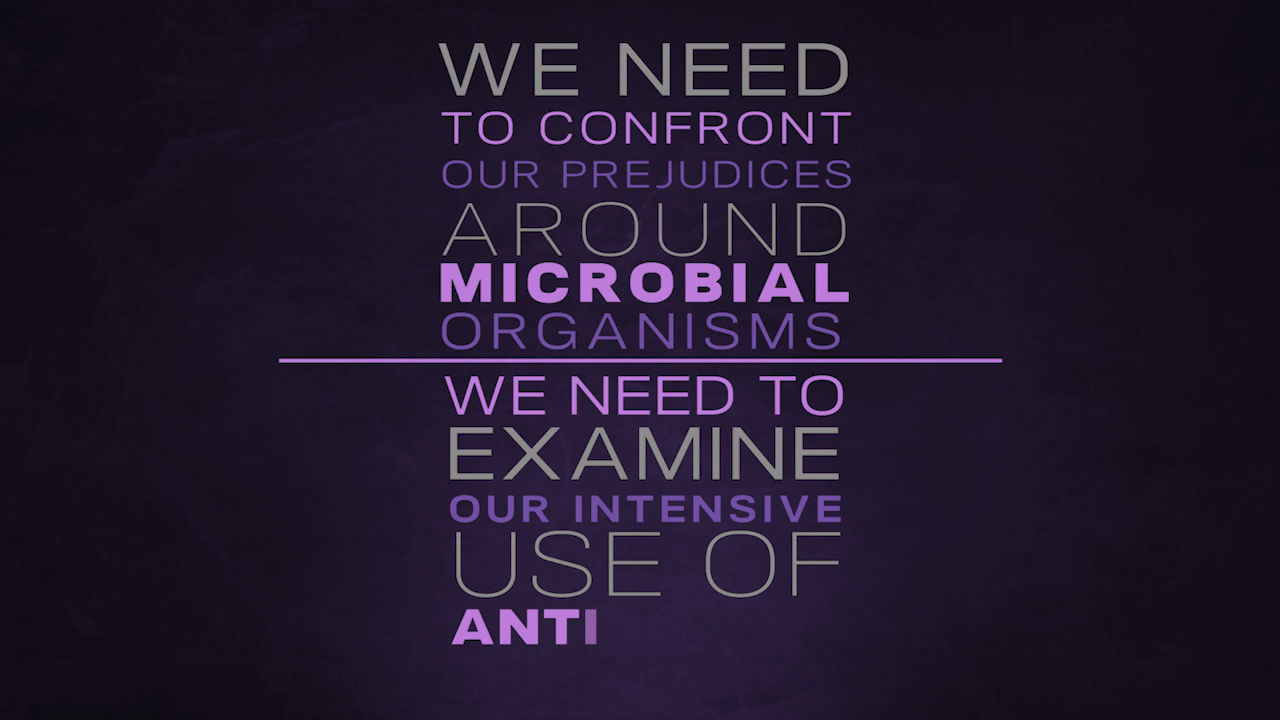 WE NEED
TO CONFRONT
OUR PREJUDICES
AROUND
MICROBIAL
ORGANISMS
WE NEED TO
EXAMINE
OUR INTENSIVE
USE OF
ANTI